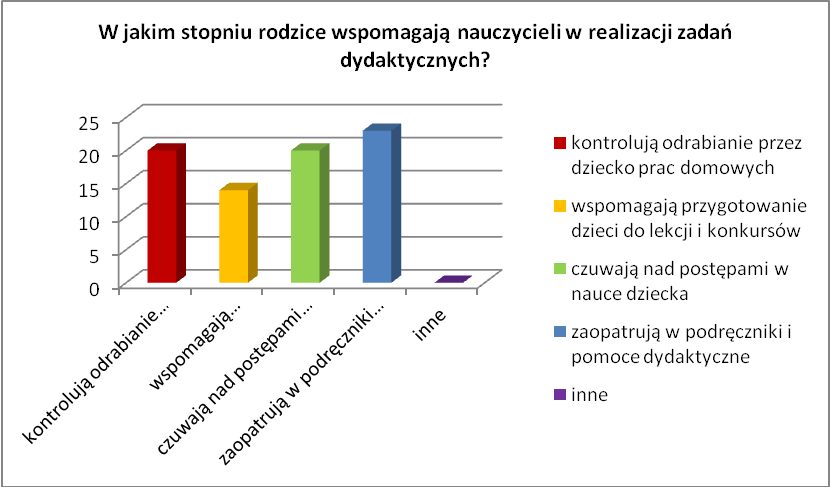 W jakim stopniu rodzice wspomagają nauczycieli w realizacji zadań
dydaktycznych?
25
20
15
10
5
0
kontrolują odrabianie...
wspomagają...
czuwają nad postępami...
zaopatrują w podręczniki...
inne
kontrolują odrabianie przez
dziecko prac domowych
wspomagają przygotowanie
dzieci do lekcji i konkursów
czuwają nad postępami w
nauce dziecka
zaopatrują w podręczniki i
pomoce dydaktyczne
inne